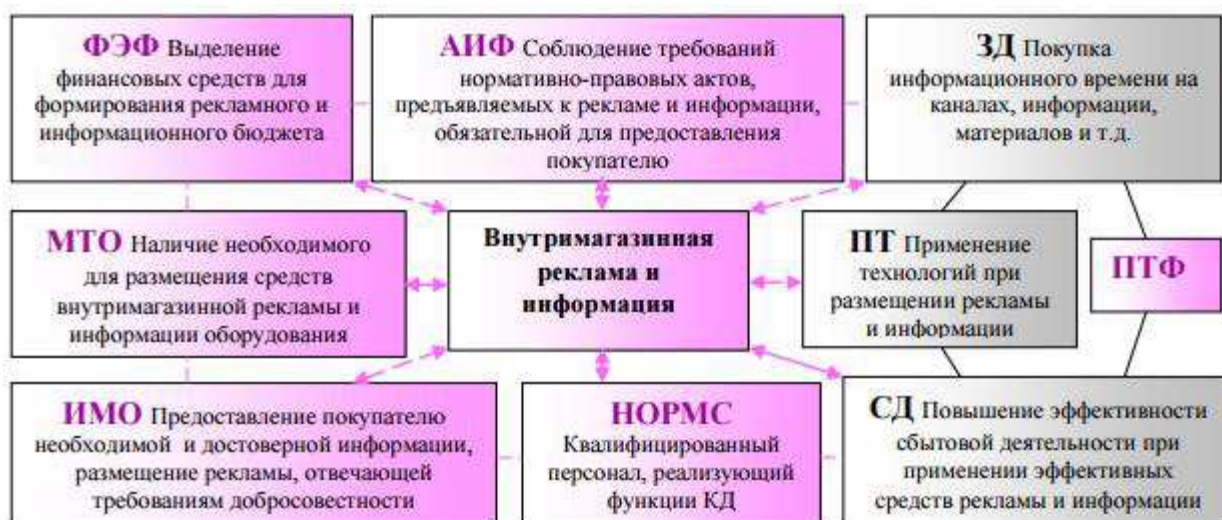 ФЭФ Выделение
финансовых средств для
формирования рекламного и
информационного бюджета
АИФ Соблюдение требований
нормативно-правовых актов,
предъявляемых к рекламе и информации,
обязательной для предоставления
покупателю
ЗД Покупка
информационного времени на
каналах, информации,
материалов и т.д.
МТО Наличие необходимого
для размещения средств
внутримагазинной рекламы и
информации оборудования
Внутримагазинная
реклама и
информация
ПТ Применение
технологий при
размещении рекламы
и информации
ПТФ
ИМО Предоставление покупателю
необходимой и достоверной информации,
размещение рекламы, отвечающей
требованиям добросовестности
НОРМС
Квалифицированный
персонал, реализующий
функции КД
СД Повышение эффективности
сбытовой деятельности при
применении эффективных
средств рекламы и информации